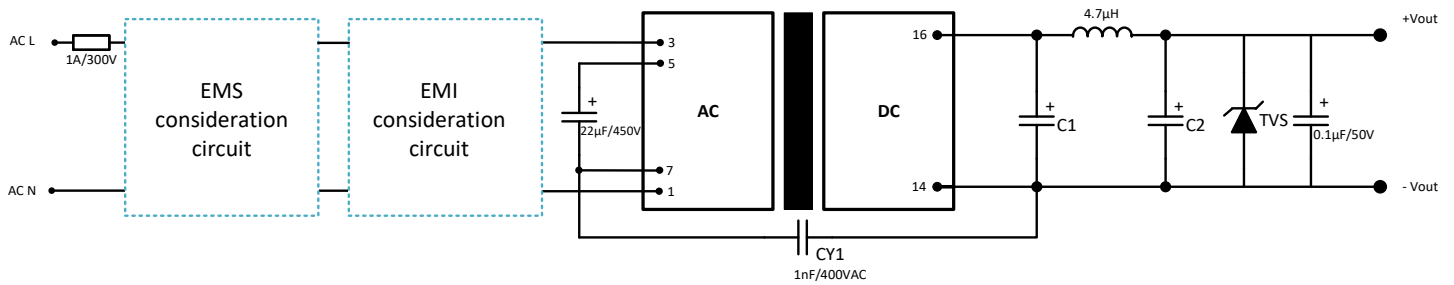 AC L
1A/300V
AC N
EMS
consideration
circuit
EMI
consideration
circuit
+
22µF/450V
3
5
7
1
AC
DC
16
14
CY1
1nF/400VAC
4.7µH
+
C1
+
C2
TVS
+
0.1µF/50V
+Vout
- Vout